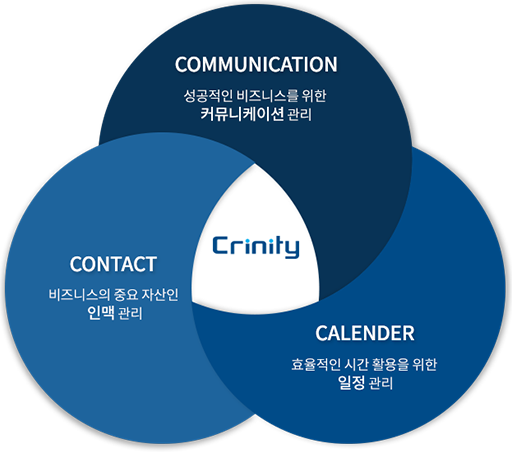 COMMUNICATION
성공적인 비즈니스를 위한
커뮤니케이션 관리
Crinity
CONTACT
비즈니스의 중요 자산인
인맥 관리
CALENDER
효율적인 시간 활용을 위한
일정 관리